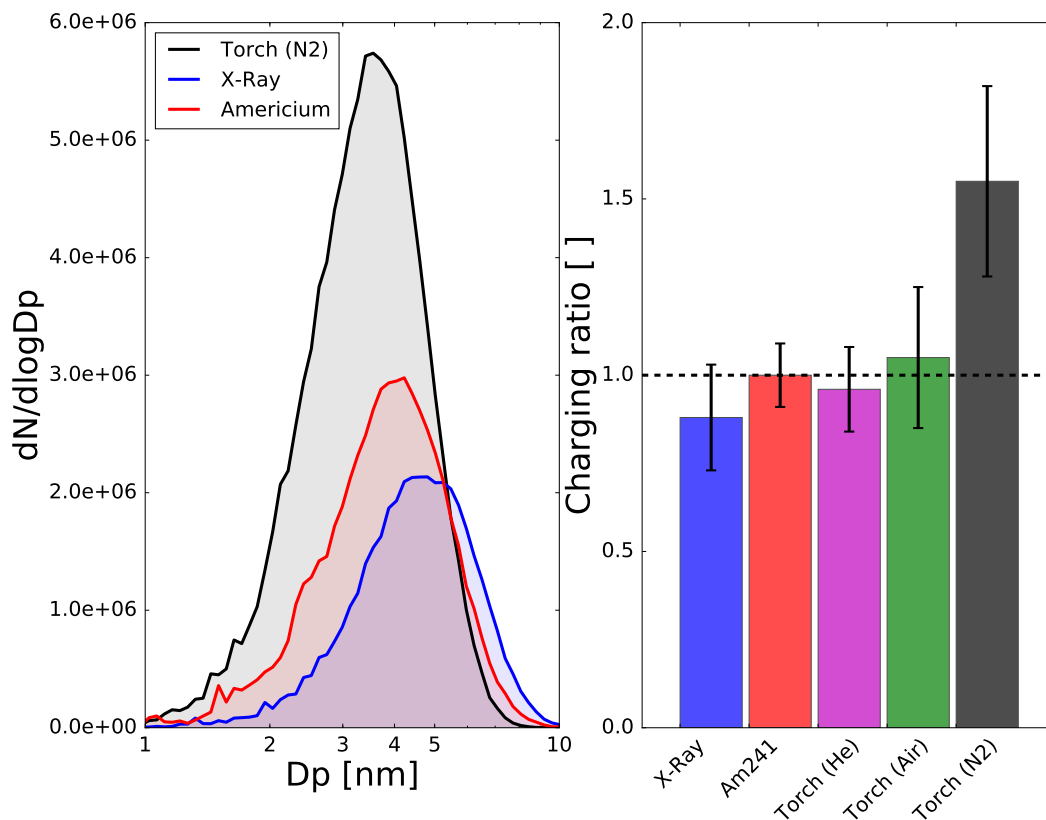 6.0e+06
5.0e+06
4.0e+06
3.0e+06
2.0e+06
1.0e+06
0.0e+00
dN/dlogDp
Torch (N2)
X-Ray
Americium
1 2 3 4 5 10
Dp [nm]
2.0
1.5
1.0
0.5
0.0
Charging ratio [ ]
X-Ray
Am241
Torch (He)
Torch (Air)
Torch (N2)